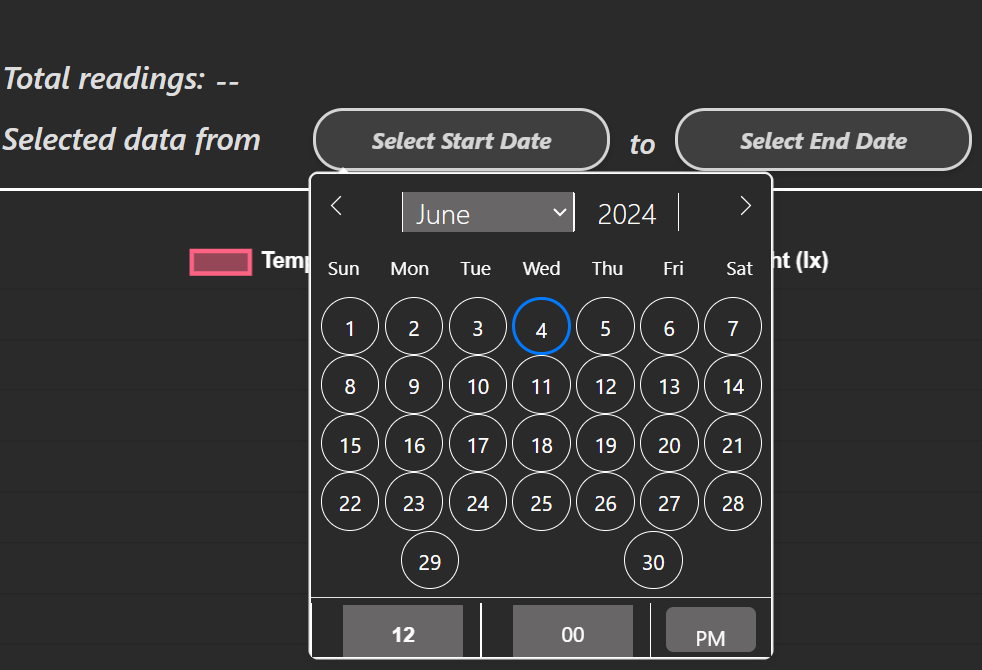 Total readings: --
Selected data from Select Start Date to Select End Date
June 2024
Temp ht (lx)
Sun Mon Tue Wed Thu Fri Sat
1 2 3 4 5 6 7
8 9 10 11 12 13 14
15 16 17 18 19 20 21
22 23 24 25 26 27 28
29 30
12 00 PM